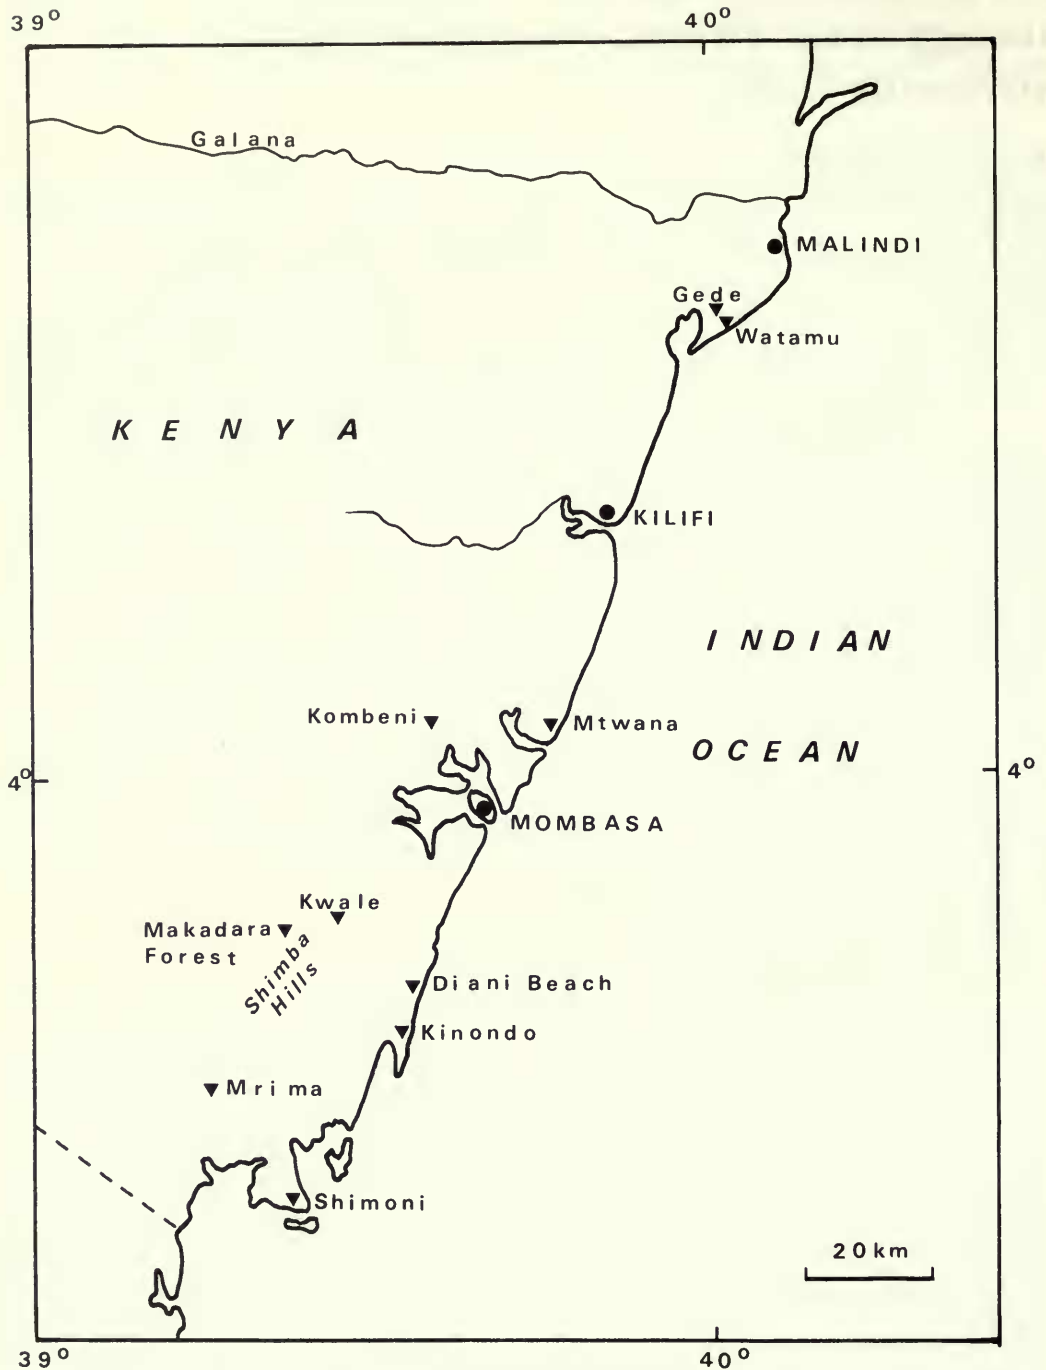 39°
40°
Galana
MALINDI
Gede
Watamu
KENYA
KILIFI
INDIAN
OCEAN
Kombeni
Mtwana
4°
4°
MOMBASA
Kwale
Makadara
Forest
Shimba
Hills
Diani Beach
Kinondo
Mrima
Shimoni
20km
39°
40°